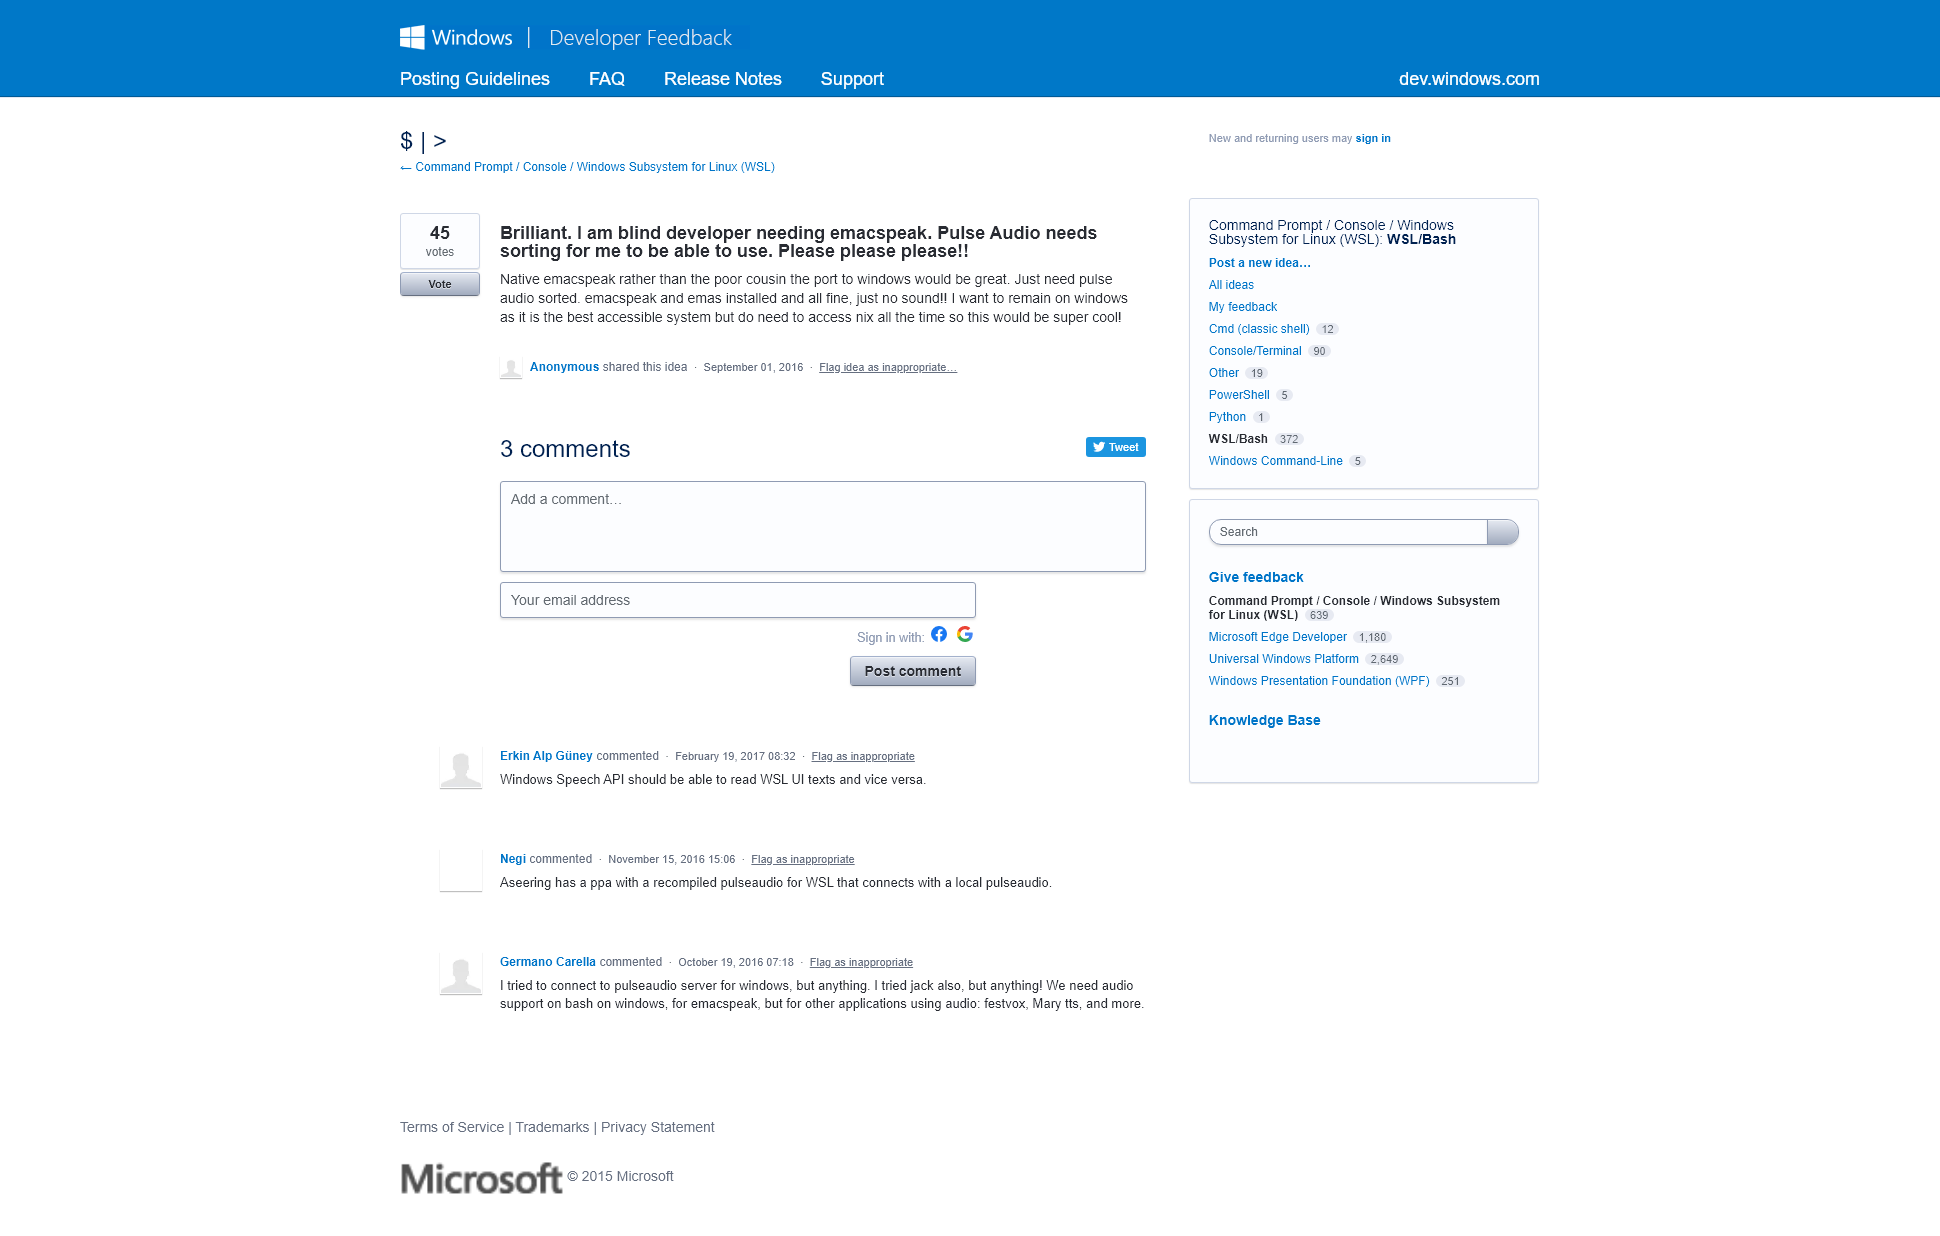 Windows | Developer Feedback
Posting Guidelines FAQ Release Notes Support dev.windows.com
$ | >
← Command Prompt / Console / Windows Subsystem for Linux (WSL)
New and returning users may sign in
45
votes
Vote
Brilliant. I am blind developer needing emacspeak. Pulse Audio needs
sorting for me to be able to use. Please please please!!
Native emacspeak rather than the poor cousin the port to windows would be great. Just need pulse
audio sorted. emacspeak and emas installed and all fine, just no sound!! I want to remain on windows
as it is the best accessible system but do need to access nix all the time so this would be super cool!
Anonymous shared this idea · September 01, 2016 · Flag idea as inappropriate…
3 comments
Tweet
Add a comment…
Your email address
Sign in with:
Post comment
Erkin Alp Güney commented · February 19, 2017 08:32 · Flag as inappropriate
Windows Speech API should be able to read WSL UI texts and vice versa.
Negi commented · November 15, 2016 15:06 · Flag as inappropriate
Aseering has a ppa with a recompiled pulseaudio for WSL that connects with a local pulseaudio.
Germano Carella commented · October 19, 2016 07:18 · Flag as inappropriate
I tried to connect to pulseaudio server for windows, but anything. I tried jack also, but anything! We need audio
support on bash on windows, for emacspeak, but for other applications using audio: festvox, Mary tts, and more.
Command Prompt / Console / Windows
Subsystem for Linux (WSL): WSL/Bash
Post a new idea…
All ideas
My feedback
Cmd (classic shell) 12
Console/Terminal 90
Other 19
PowerShell 5
Python 1
WSL/Bash 372
Windows Command-Line 5
Search
Give feedback
Command Prompt / Console / Windows Subsystem
for Linux (WSL) 639
Microsoft Edge Developer 1,180
Universal Windows Platform 2,649
Windows Presentation Foundation (WPF) 251
Knowledge Base
Terms of Service | Trademarks | Privacy Statement
Microsoft © 2015 Microsoft